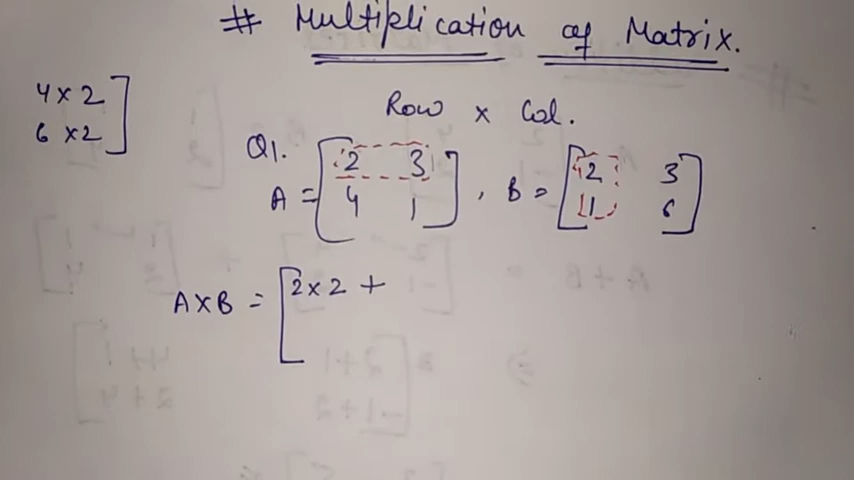 # Multiplication of Matrix.
4 x 2 ]
6 x 2
Row x Col.
Q1.
A = [ 2 3 , B = [ 2 3 ]
4 1 ] 1 6
A x B = [ 2 x 2 +